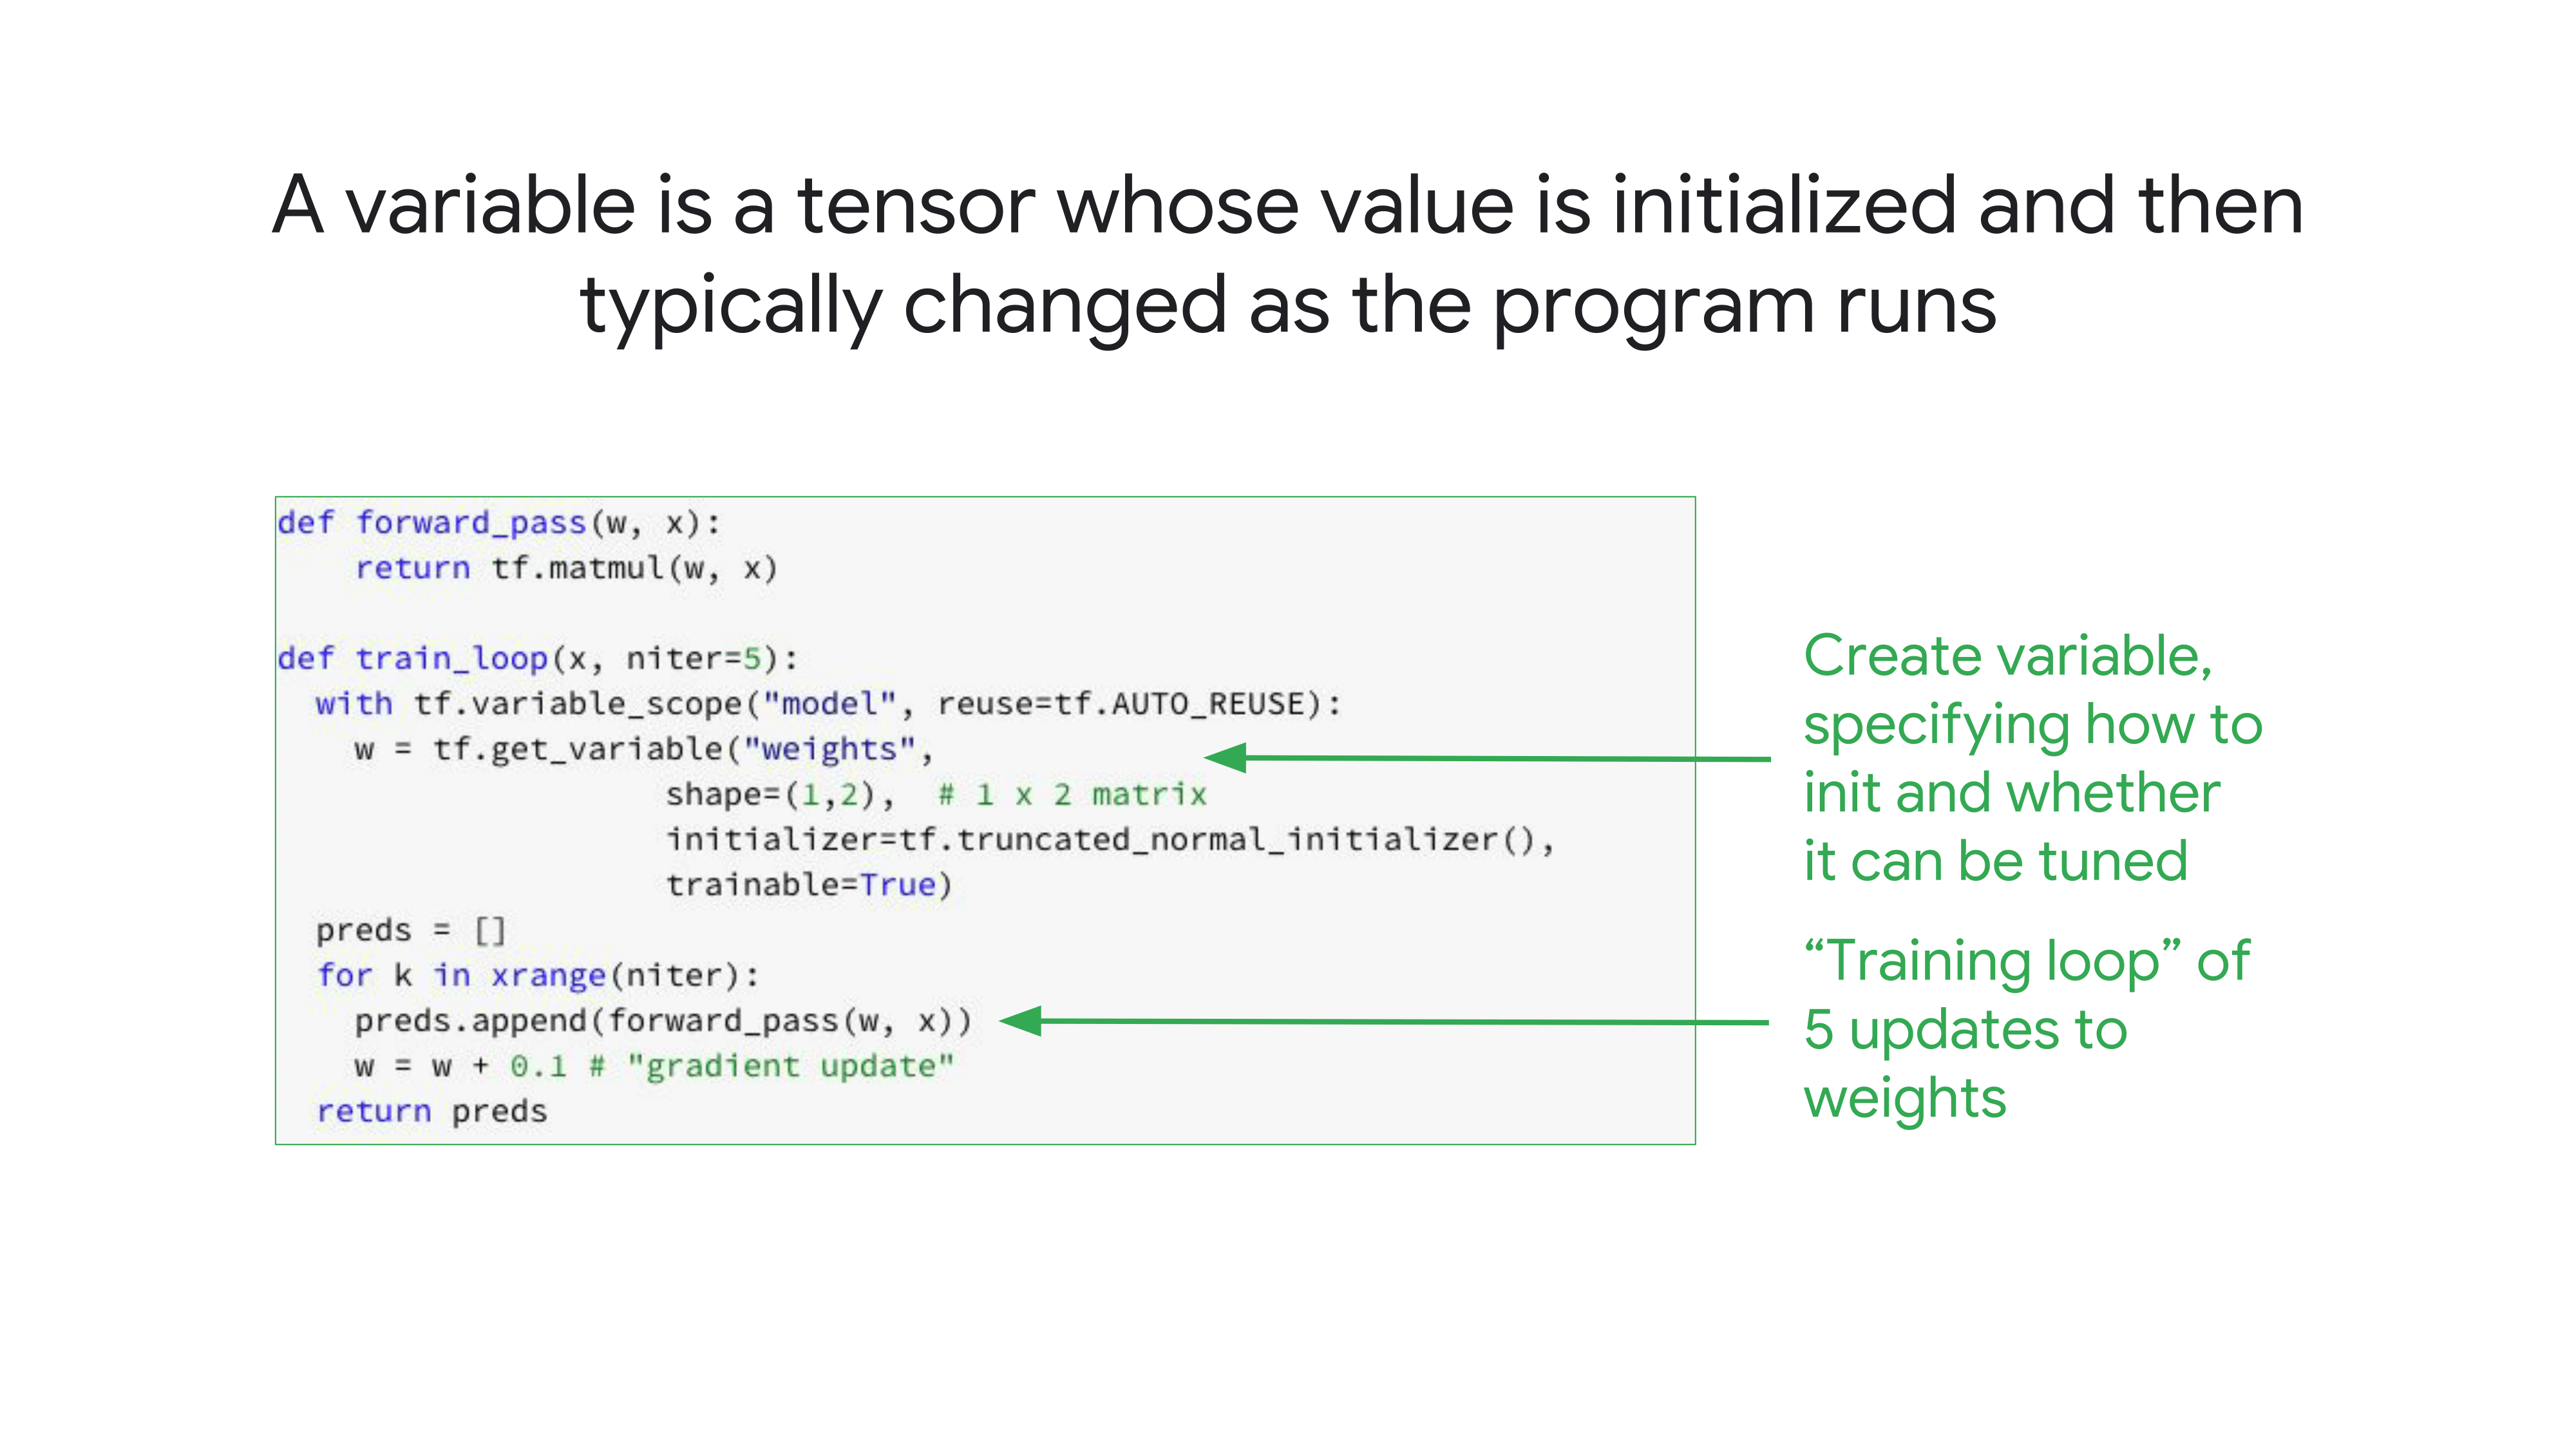 A variable is a tensor whose value is initialized and then
typically changed as the program runs
def forward_pass(w, x):
    return tf.matmul(w, x)
def train_loop(x, niter=5):
  with tf.variable_scope("model", reuse=tf.AUTO_REUSE):
    w = tf.get_variable("weights",
                    shape=(1,2),  # 1 x 2 matrix
                    initializer=tf.truncated_normal_initializer(),
                    trainable=True)
  preds = []
  for k in xrange(niter):
    preds.append(forward_pass(w, x))
    w = w + 0.1 # "gradient update"
  return preds
Create variable,
specifying how to
init and whether
it can be tuned
“Training loop” of
5 updates to
weights